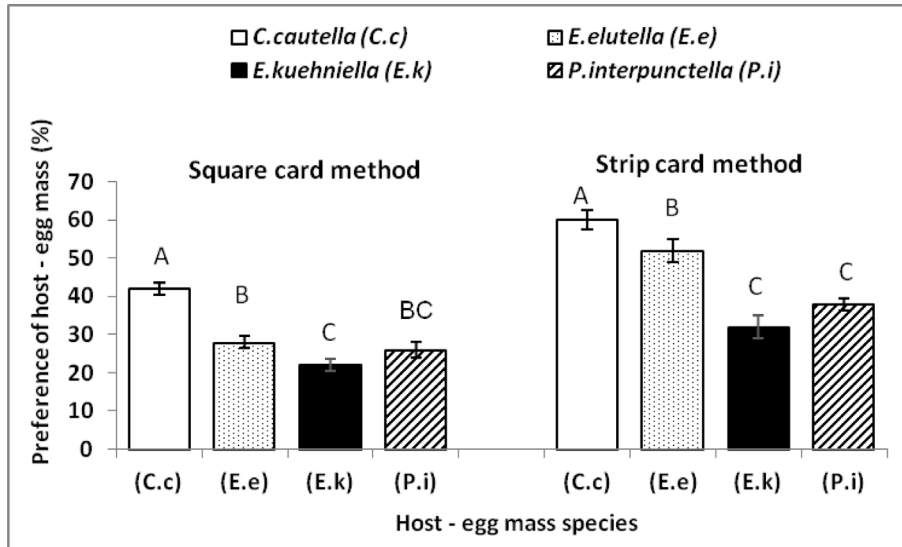 C.cautella (C.c) E.elutella (E.e)
E.kuehniella (E.k) P.interpunctella (P.i)
Square card method Strip card method
Preference of host - egg mass (%)
70
60
50
40
30
20
10
0
A B C BC
A B C C
(C.c) (E.e) (E.k) (P.i) (C.c) (E.e) (E.k) (P.i)
Host - egg mass species